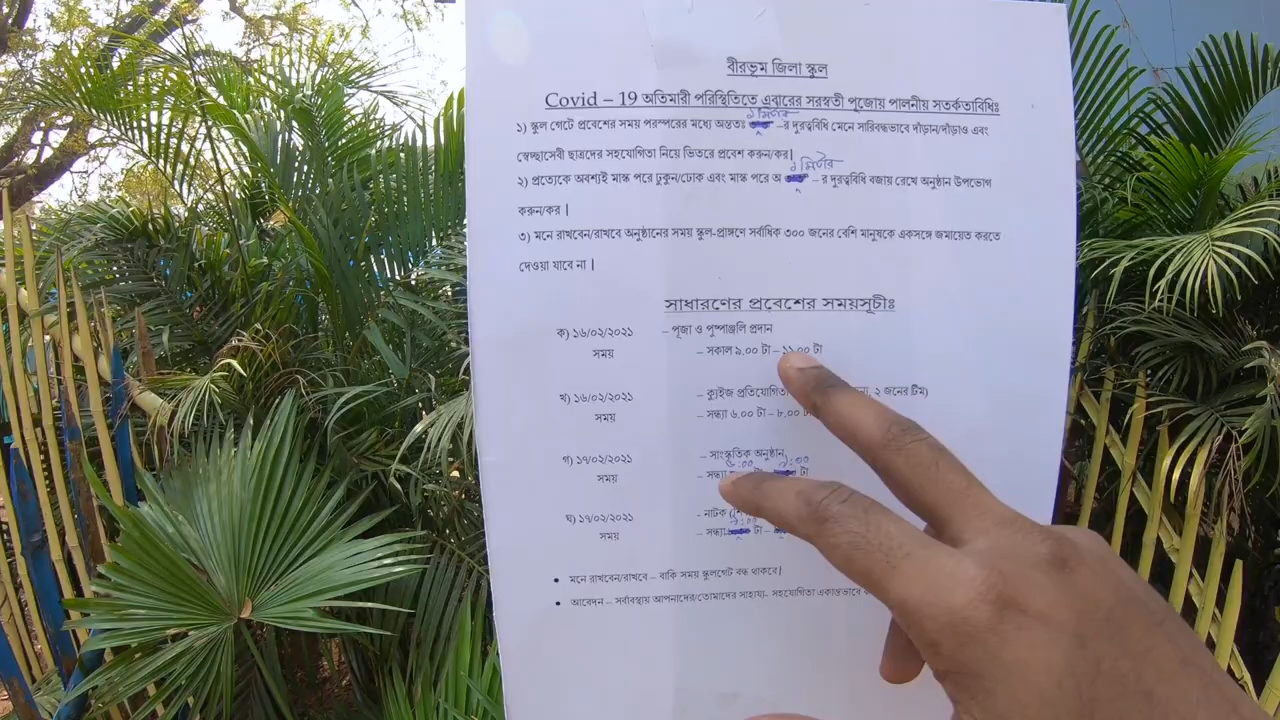 বীরভূম জিলা স্কুল
Covid – 19 অতিমারী পরিস্থিতিতে এবারের সরস্বতী পূজোয় পালনীয় সতর্কতাবিধিঃ
১) স্কুল গেটে প্রবেশের সময় পরস্পরের মধ্যে অন্ততঃ ১ মিটার –র দুরত্ববিধি মেনে সারিবদ্ধভাবে দাঁড়ান/দাঁড়াও এবং
স্বেচ্ছাসেবী ছাত্রদের সহযোগিতা নিয়ে ভিতরে প্রবেশ করুন/কর|
২) প্রত্যেকে অবশ্যই মাস্ক পরে ঢুকুন/ঢোক এবং মাস্ক পরে অ ১ মিটার – র দুরত্ববিধি বজায় রেখে অনুষ্ঠান উপভোগ
করুন/কর |
৩) মনে রাখবেন/রাখবে অনুষ্ঠানের সময় স্কুল-প্রাঙ্গণে সর্বাধিক ৩০০ জনের বেশি মানুষকে একসঙ্গে জমায়েত করতে
দেওয়া যাবে না |
সাধারণের প্রবেশের সময়সূচীঃ
ক) ১৬/০২/২০২১ – পূজা ও পুষ্পাঞ্জলি প্রদান
সময় – সকাল ৯.০০ টা – ১১.০০ টা
খ) ১৬/০২/২০২১ – ক্যুইজ প্রতিযোগিতা , ২ জনের টিম)
সময় – সন্ধ্যা ৬.০০ টা – ৮.০০
গ) ১৭/০২/২০২১ – সাংস্কৃতিক অনুষ্ঠান
সময় – সন্ধ্যা টা – টা
ঘ) ১৭/০২/২০২১ - নাটক
সময় – সন্ধ্যা টা –
• মনে রাখবেন/রাখবে – বাকি সময় স্কুলগেট বন্ধ থাকবে|
• আবেদন – সর্বাবস্থায় আপনাদের/তোমাদের সাহায্য- সহযোগিতা একান্তভাবে